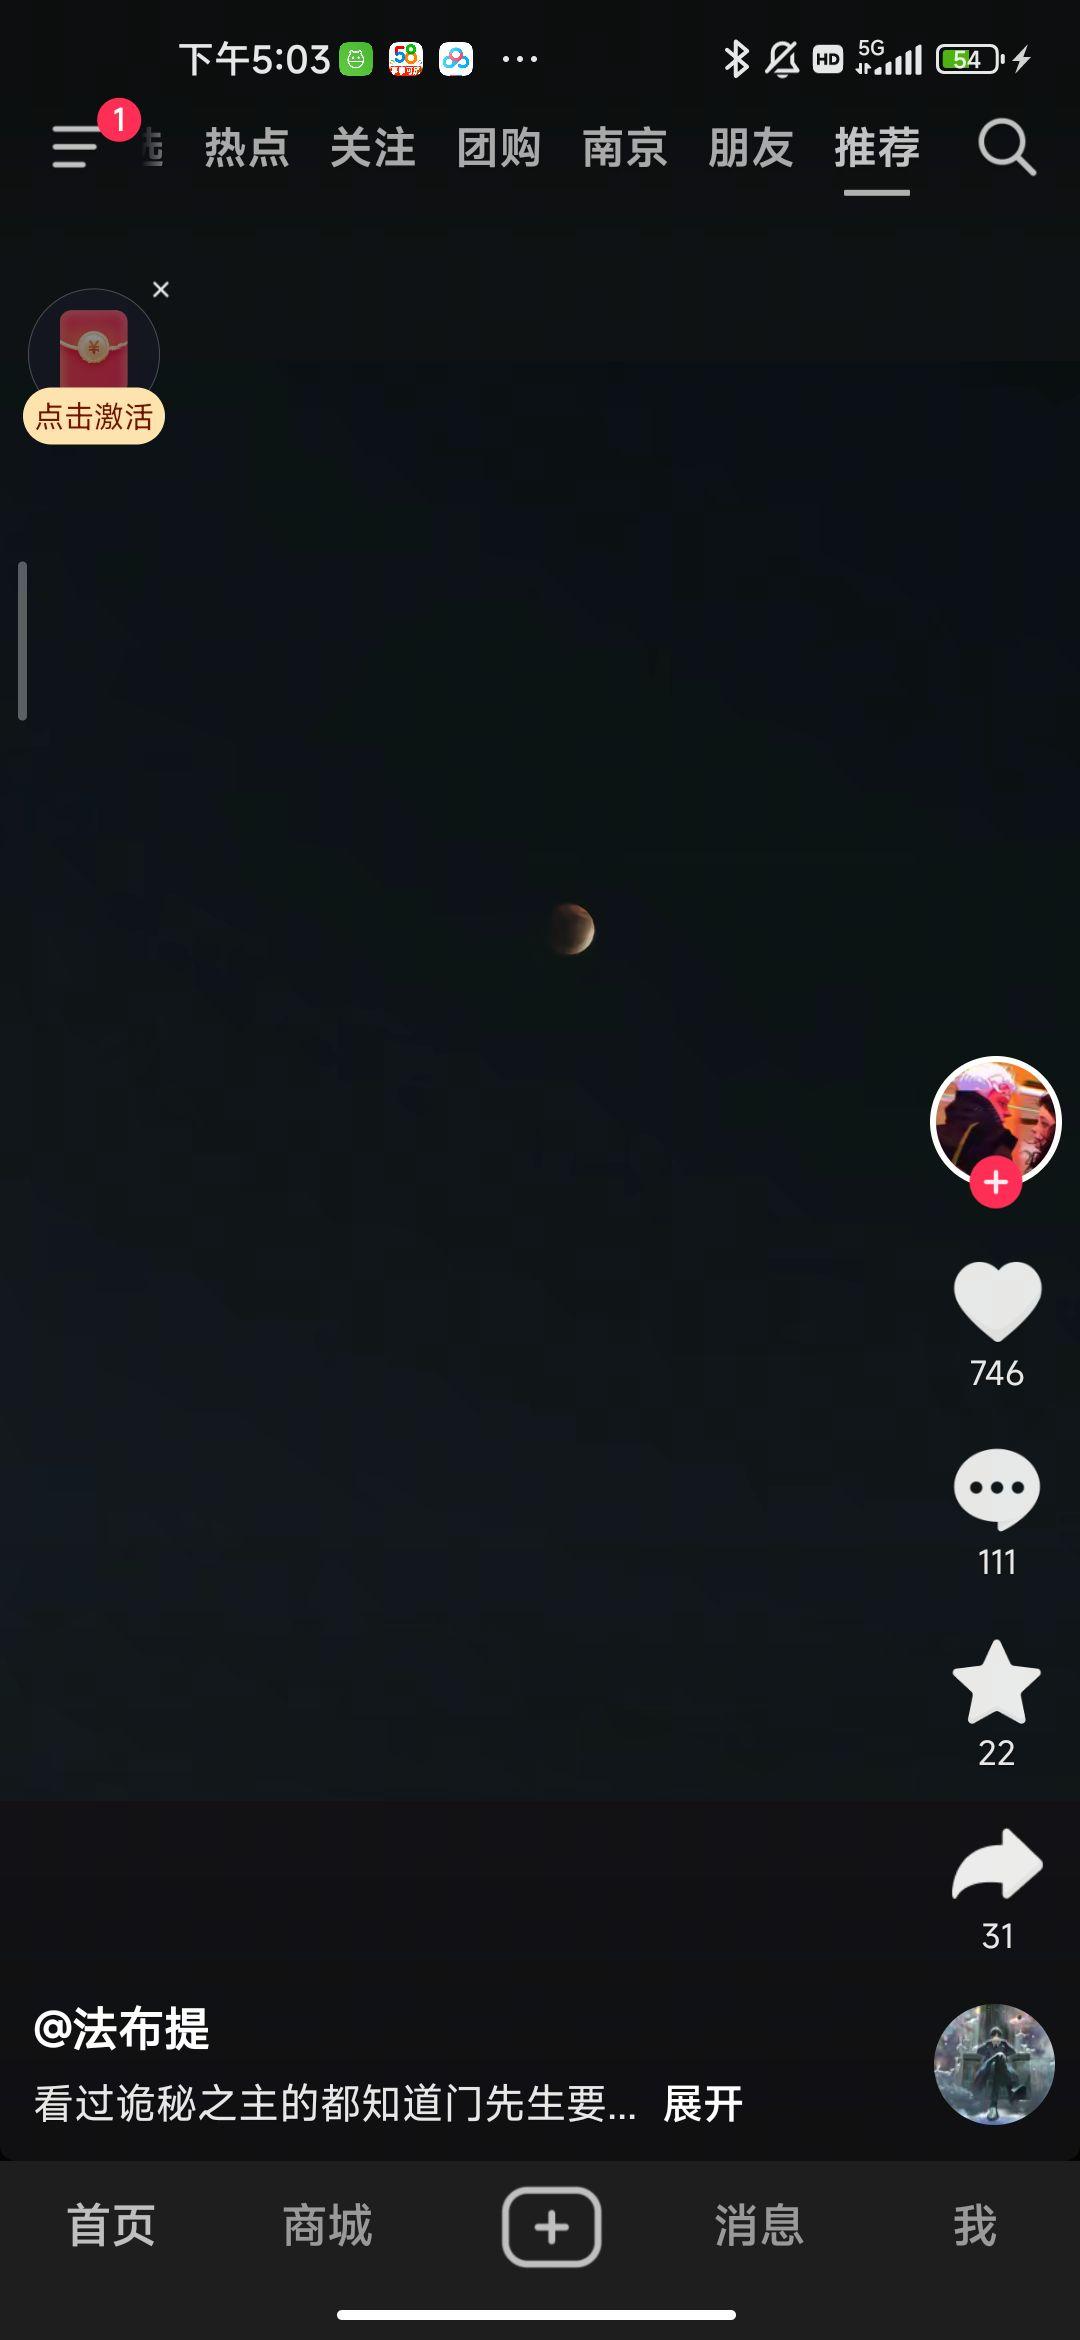 下午5:03
HD
5G
54
58
1
选 热点 关注 团购 南京 朋友 推荐
点击激活
746
111
22
31
@法布提
看过诡秘之主的都知道门先生要... 展开
首页 商城 消息 我